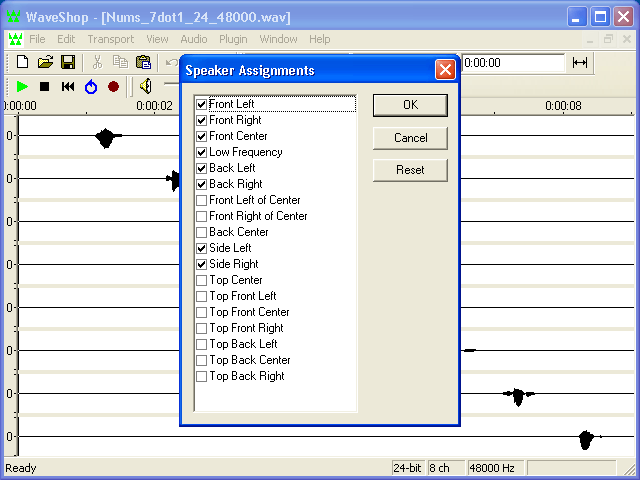 WaveShop - [Nums_7dot1_24_48000.wav]
File Edit Transport View Audio Plugin Window Help
0:00:00
Speaker Assignments
0:00:00 0:00:02 0:00:08
Front Left
Front Right
Front Center
Low Frequency
Back Left
Back Right
Front Left of Center
Front Right of Center
Back Center
Side Left
Side Right
Top Center
Top Front Left
Top Front Center
Top Front Right
Top Back Left
Top Back Center
Top Back Right
OK
Cancel
Reset
0
0
0
0
0
0
0
0
Ready 24-bit 8 ch 48000 Hz